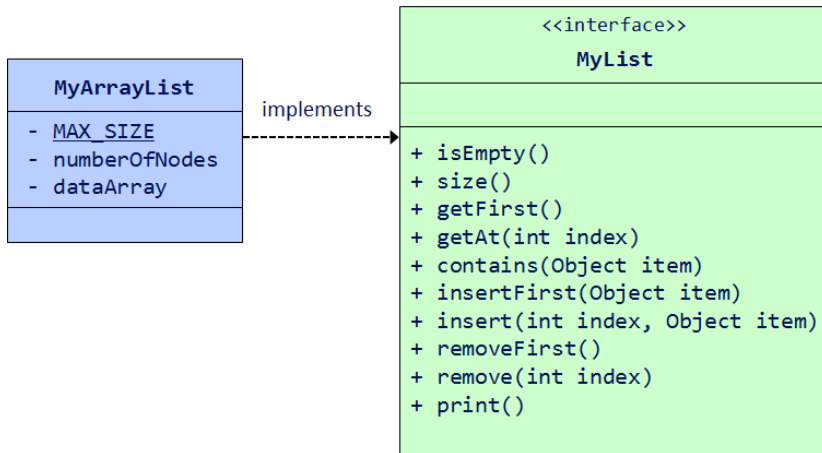 MyArrayList
- MAX_SIZE
- numberOfNodes
- dataArray
implements
<<interface>>
MyList
+ isEmpty()
+ size()
+ getFirst()
+ getAt(int index)
+ contains(Object item)
+ insertFirst(Object item)
+ insert(int index, Object item)
+ removeFirst()
+ remove(int index)
+ print()